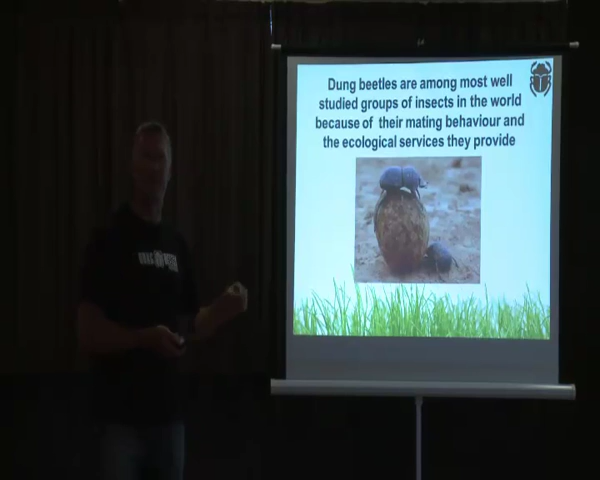 Dung beetles are among most well
studied groups of insects in the world
because of their mating behaviour and
the ecological services they provide